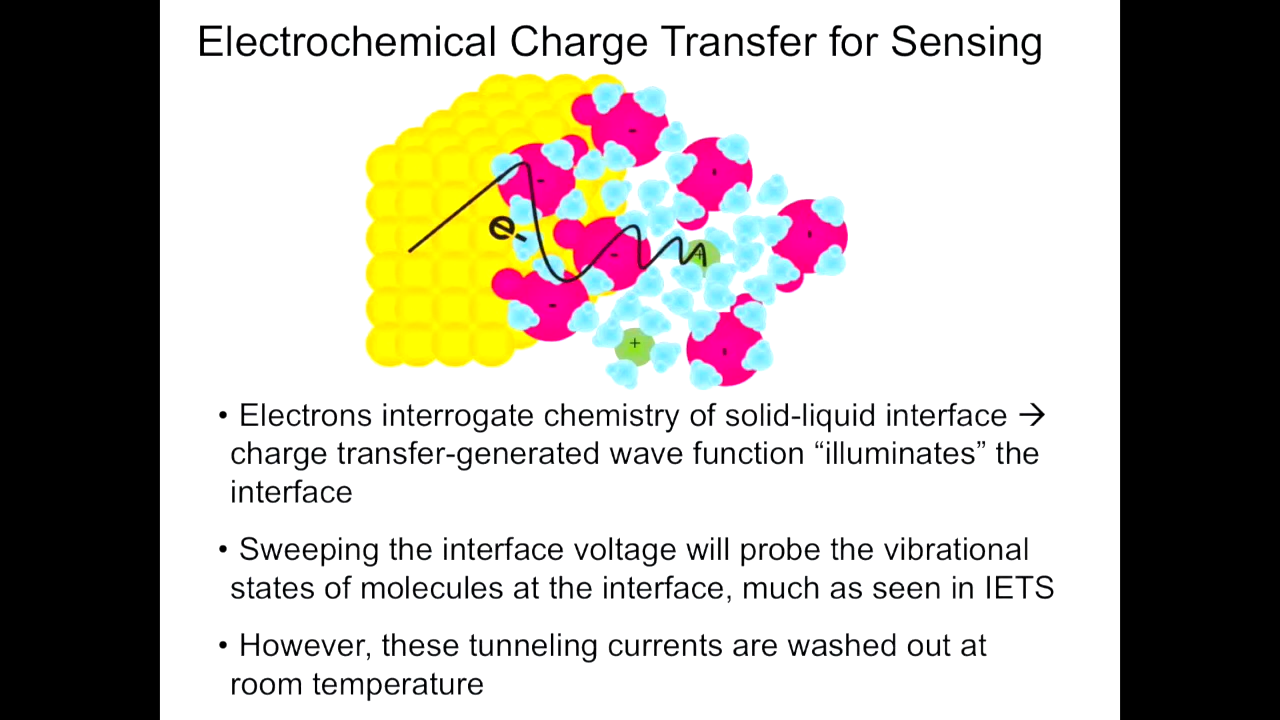 Electrochemical Charge Transfer for Sensing
-
-
-
-
e-
-
-
+
+
-
-
• Electrons interrogate chemistry of solid-liquid interface →
charge transfer-generated wave function “illuminates” the
interface
• Sweeping the interface voltage will probe the vibrational
states of molecules at the interface, much as seen in IETS
• However, these tunneling currents are washed out at
room temperature